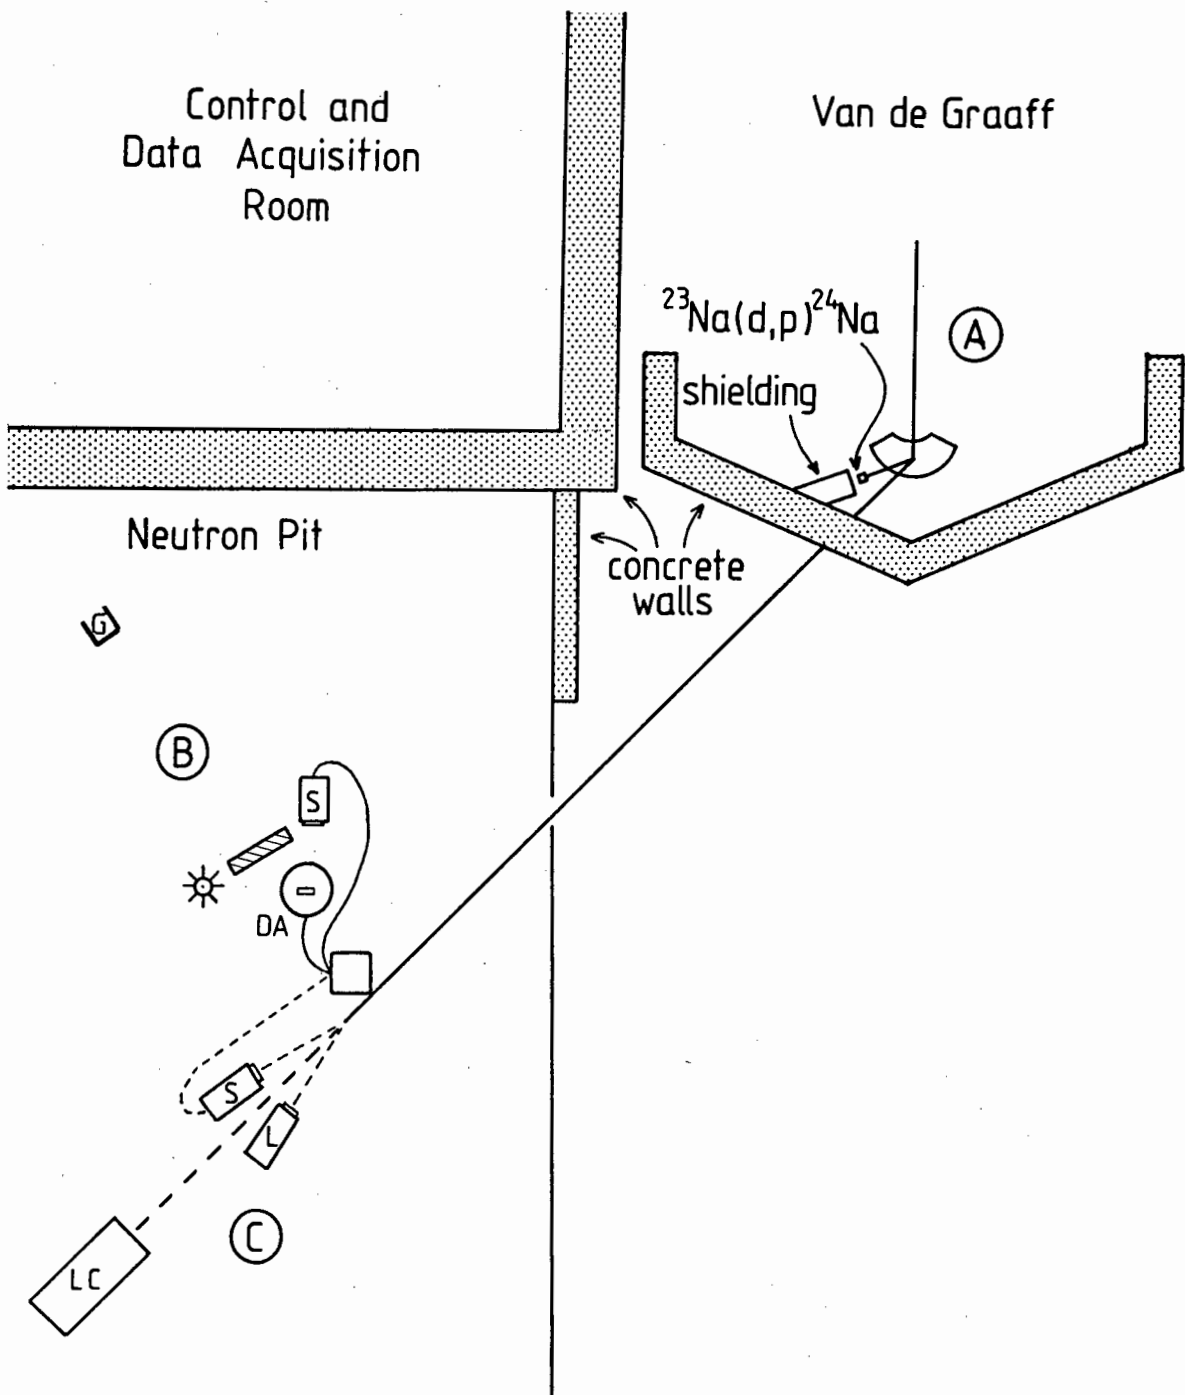 Control and
Data Acquisition
Room
Van de Graaff
²³Na(d,p)²⁴Na
A
shielding
Neutron Pit
concrete
walls
G
B
S
DA
S
L
C
LC